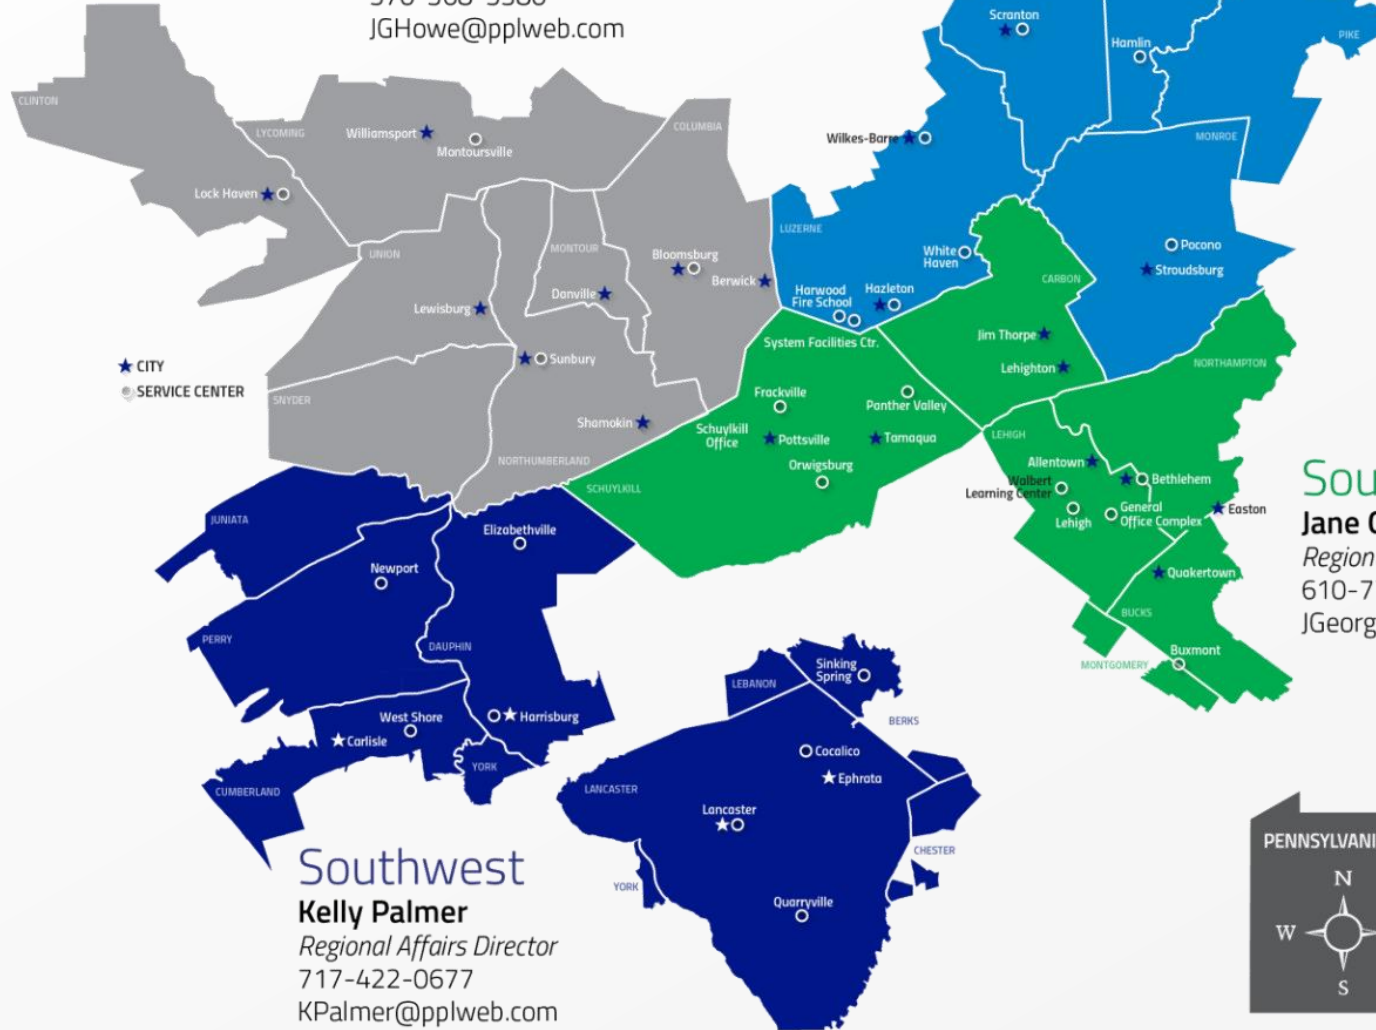 JGHowe@pplweb.com
Scranton
Hamlin
PIKE
CLINTON
LYCOMING
Williamsport
Montoursville
COLUMBIA
Wilkes-Barre
MONROE
Lock Haven
LUZERNE
UNION
MONTOUR
Bloomsburg
Berwick
White
Haven
Pocono
Stroudsburg
CARBON
Danville
Lewisburg
Harwood
Fire School
Hazleton
System Facilities Ctr.
Jim Thorpe
Lehighton
NORTHAMPTON
Sunbury
CITY
SERVICE CENTER
SNYDER
Frackville
Panther Valley
Shamokin
Schuylkill
Office
Pottsville
Tamaqua
LEHIGH
NORTHUMBERLAND
Orwigsburg
SCHUYLKILL
Allentown
Walbert
Learning Center
Bethlehem
Lehigh
General
Office Complex
Easton
Sou
Jane
Region
610-7
JGeorg
JUNIATA
Elizabethville
Newport
Quakertown
BUCKS
PERRY
DAUPHIN
Buxmont
MONTGOMERY
LEBANON
Sinking
Spring
BERKS
West Shore
Harrisburg
Carlisle
YORK
Cocalico
Ephrata
CUMBERLAND
LANCASTER
Lancaster
CHESTER
YORK
Quarryville
Southwest
Kelly Palmer
Regional Affairs Director
717-422-0677
KPalmer@pplweb.com
PENNSYLVANI
N
W
S